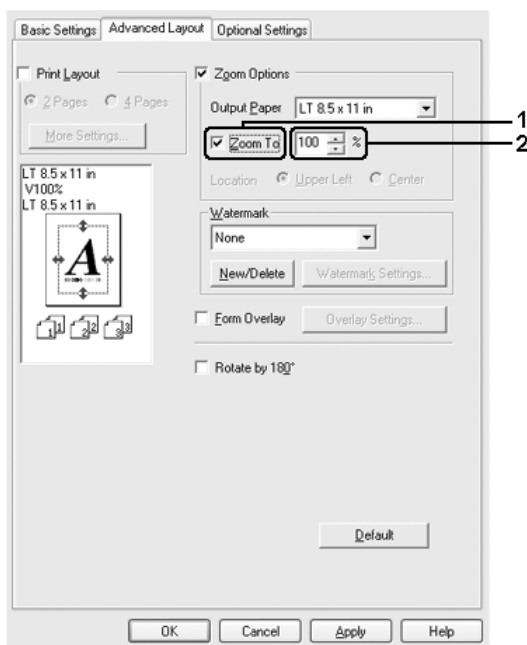 Basic Settings Advanced Layout Optional Settings
Print Layout
2 Pages 4 Pages
More Settings...
LT 8.5 x 11 in
V100%
LT 8.5 x 11 in
A
1 2 3
Zoom Options
Output Paper LT 8.5 x 11 in
Zoom To 100 %
1
2
Location Upper Left Center
Watermark
None
New/Delete Watermark Settings...
Form Overlay Overlay Settings...
Rotate by 180°
Default
OK Cancel Apply Help